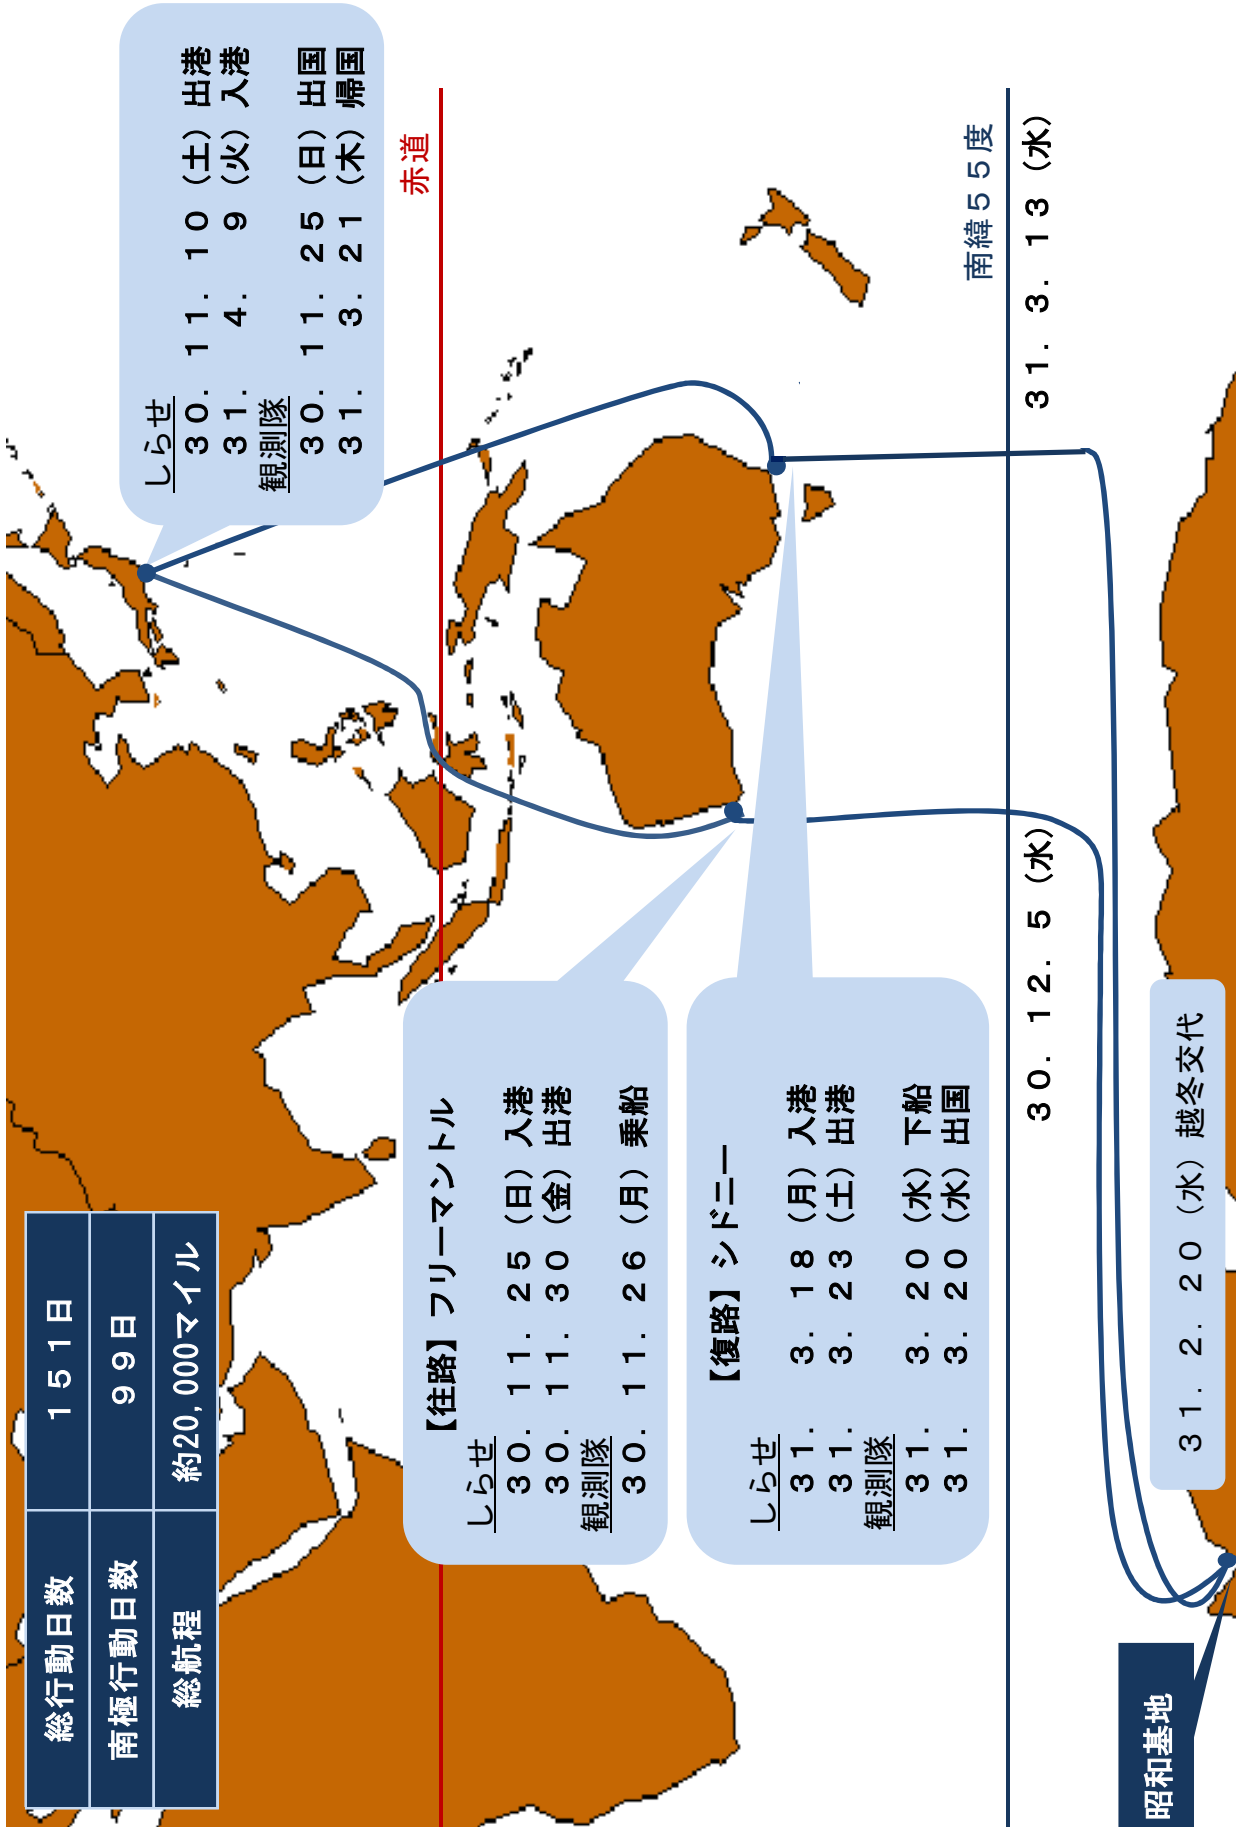 総行動日数 １５１日
南極行動日数 ９９日
総航程 約20,000マイル
しらせ
３０．１１．１０（土）出港
３１．　４．　９（火）入港
観測隊
３０．１１．２５（日）出国
３１．　３．２１（木）帰国
赤道
【往路】フリーマントル
しらせ
３０．１１．２５（日）入港
３０．１１．３０（金）出港
観測隊
３０．１１．２６（月）乗船
【復路】シドニー
しらせ
３１．　３．１８（月）入港
３１．　３．２３（土）出港
観測隊
３１．　３．２０（水）下船
３１．　３．２０（水）出国
南緯５５度
３０．１２．５（水）
３１．３．１３（水）
３１．２．２０（水）越冬交代
昭和基地